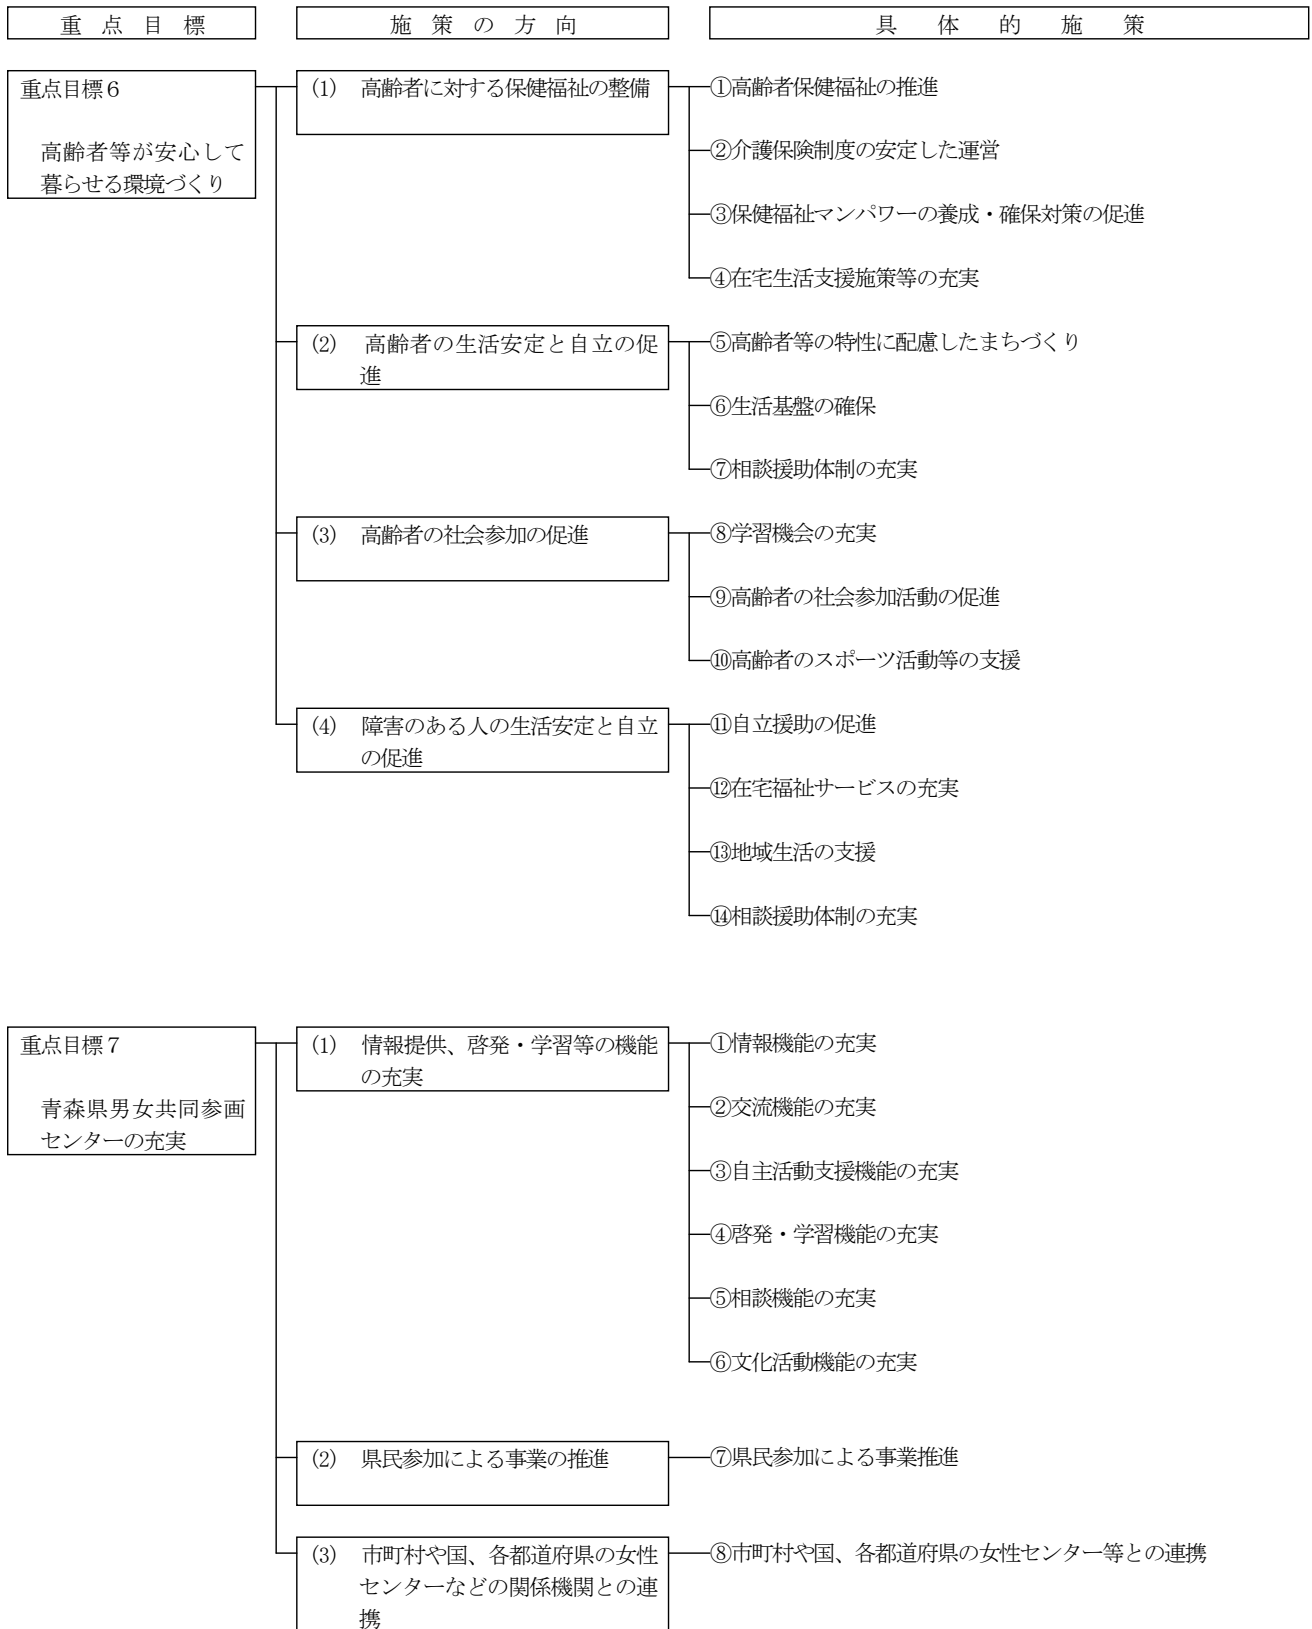 重点目標
施策の方向
具体的施策
重点目標６
高齢者等が安心して
暮らせる環境づくり
(1) 高齢者に対する保健福祉の整備
①高齢者保健福祉の推進
②介護保険制度の安定した運営
③保健福祉マンパワーの養成・確保対策の促進
④在宅生活支援施策等の充実
(2) 高齢者の生活安定と自立の促
進
⑤高齢者等の特性に配慮したまちづくり
⑥生活基盤の確保
⑦相談援助体制の充実
(3) 高齢者の社会参加の促進
⑧学習機会の充実
⑨高齢者の社会参加活動の促進
⑩高齢者のスポーツ活動等の支援
(4) 障害のある人の生活安定と自立
の促進
⑪自立援助の促進
⑫在宅福祉サービスの充実
⑬地域生活の支援
⑭相談援助体制の充実
重点目標７
青森県男女共同参画
センターの充実
(1) 情報提供、啓発・学習等の機能
の充実
①情報機能の充実
②交流機能の充実
③自主活動支援機能の充実
④啓発・学習機能の充実
⑤相談機能の充実
⑥文化活動機能の充実
(2) 県民参加による事業の推進
⑦県民参加による事業推進
(3) 市町村や国、各都道府県の女性
センターなどの関係機関との連
携
⑧市町村や国、各都道府県の女性センター等との連携